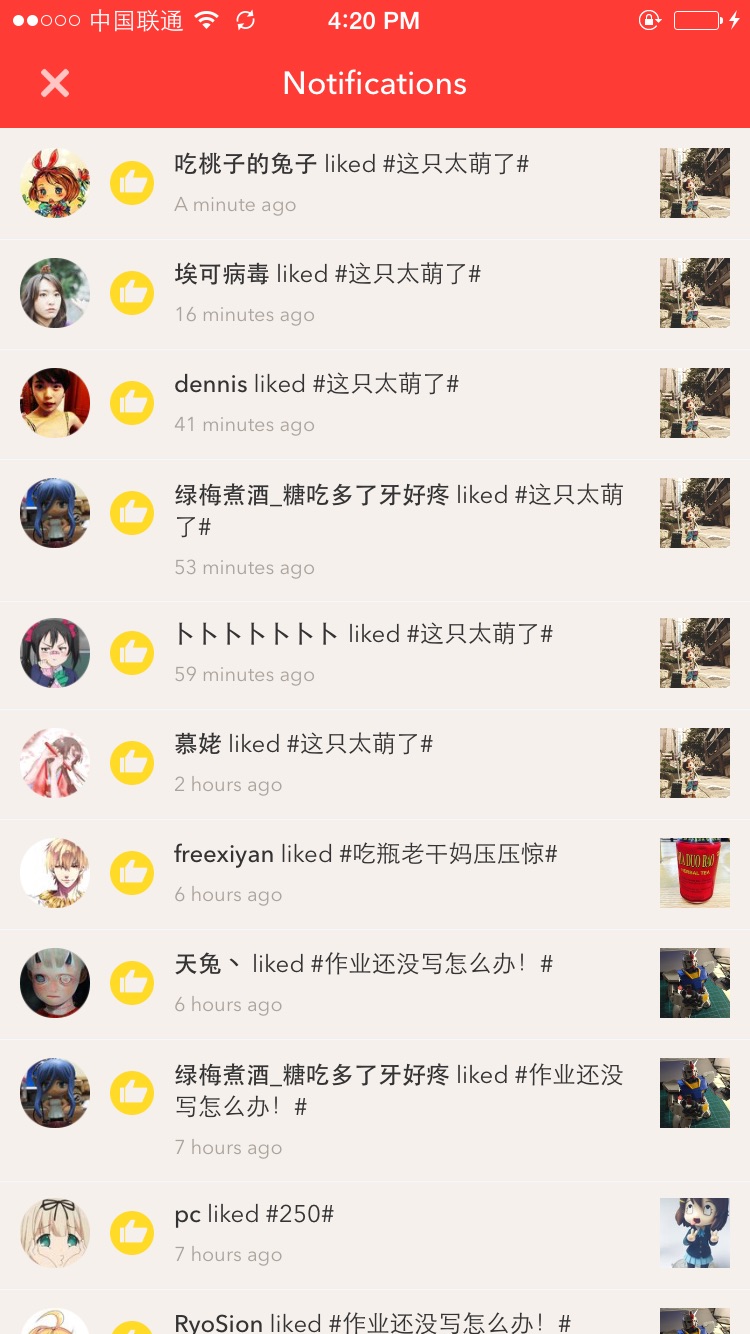 中国联通 4:20 PM
Notifications
吃桃子的兔子 liked #这只太萌了#
A minute ago
埃可病毒 liked #这只太萌了#
16 minutes ago
dennis liked #这只太萌了#
41 minutes ago
绿梅煮酒_糖吃多了牙好疼 liked #这只太萌
了#
53 minutes ago
卜卜卜卜卜卜卜 liked #这只太萌了#
59 minutes ago
慕姥 liked #这只太萌了#
2 hours ago
freexiyan liked #吃瓶老干妈压压惊#
6 hours ago
天兔丶 liked #作业还没写怎么办！#
6 hours ago
绿梅煮酒_糖吃多了牙好疼 liked #作业还没
写怎么办！#
7 hours ago
pc liked #250#
7 hours ago
RyoSion liked #作业还没写怎么办！#